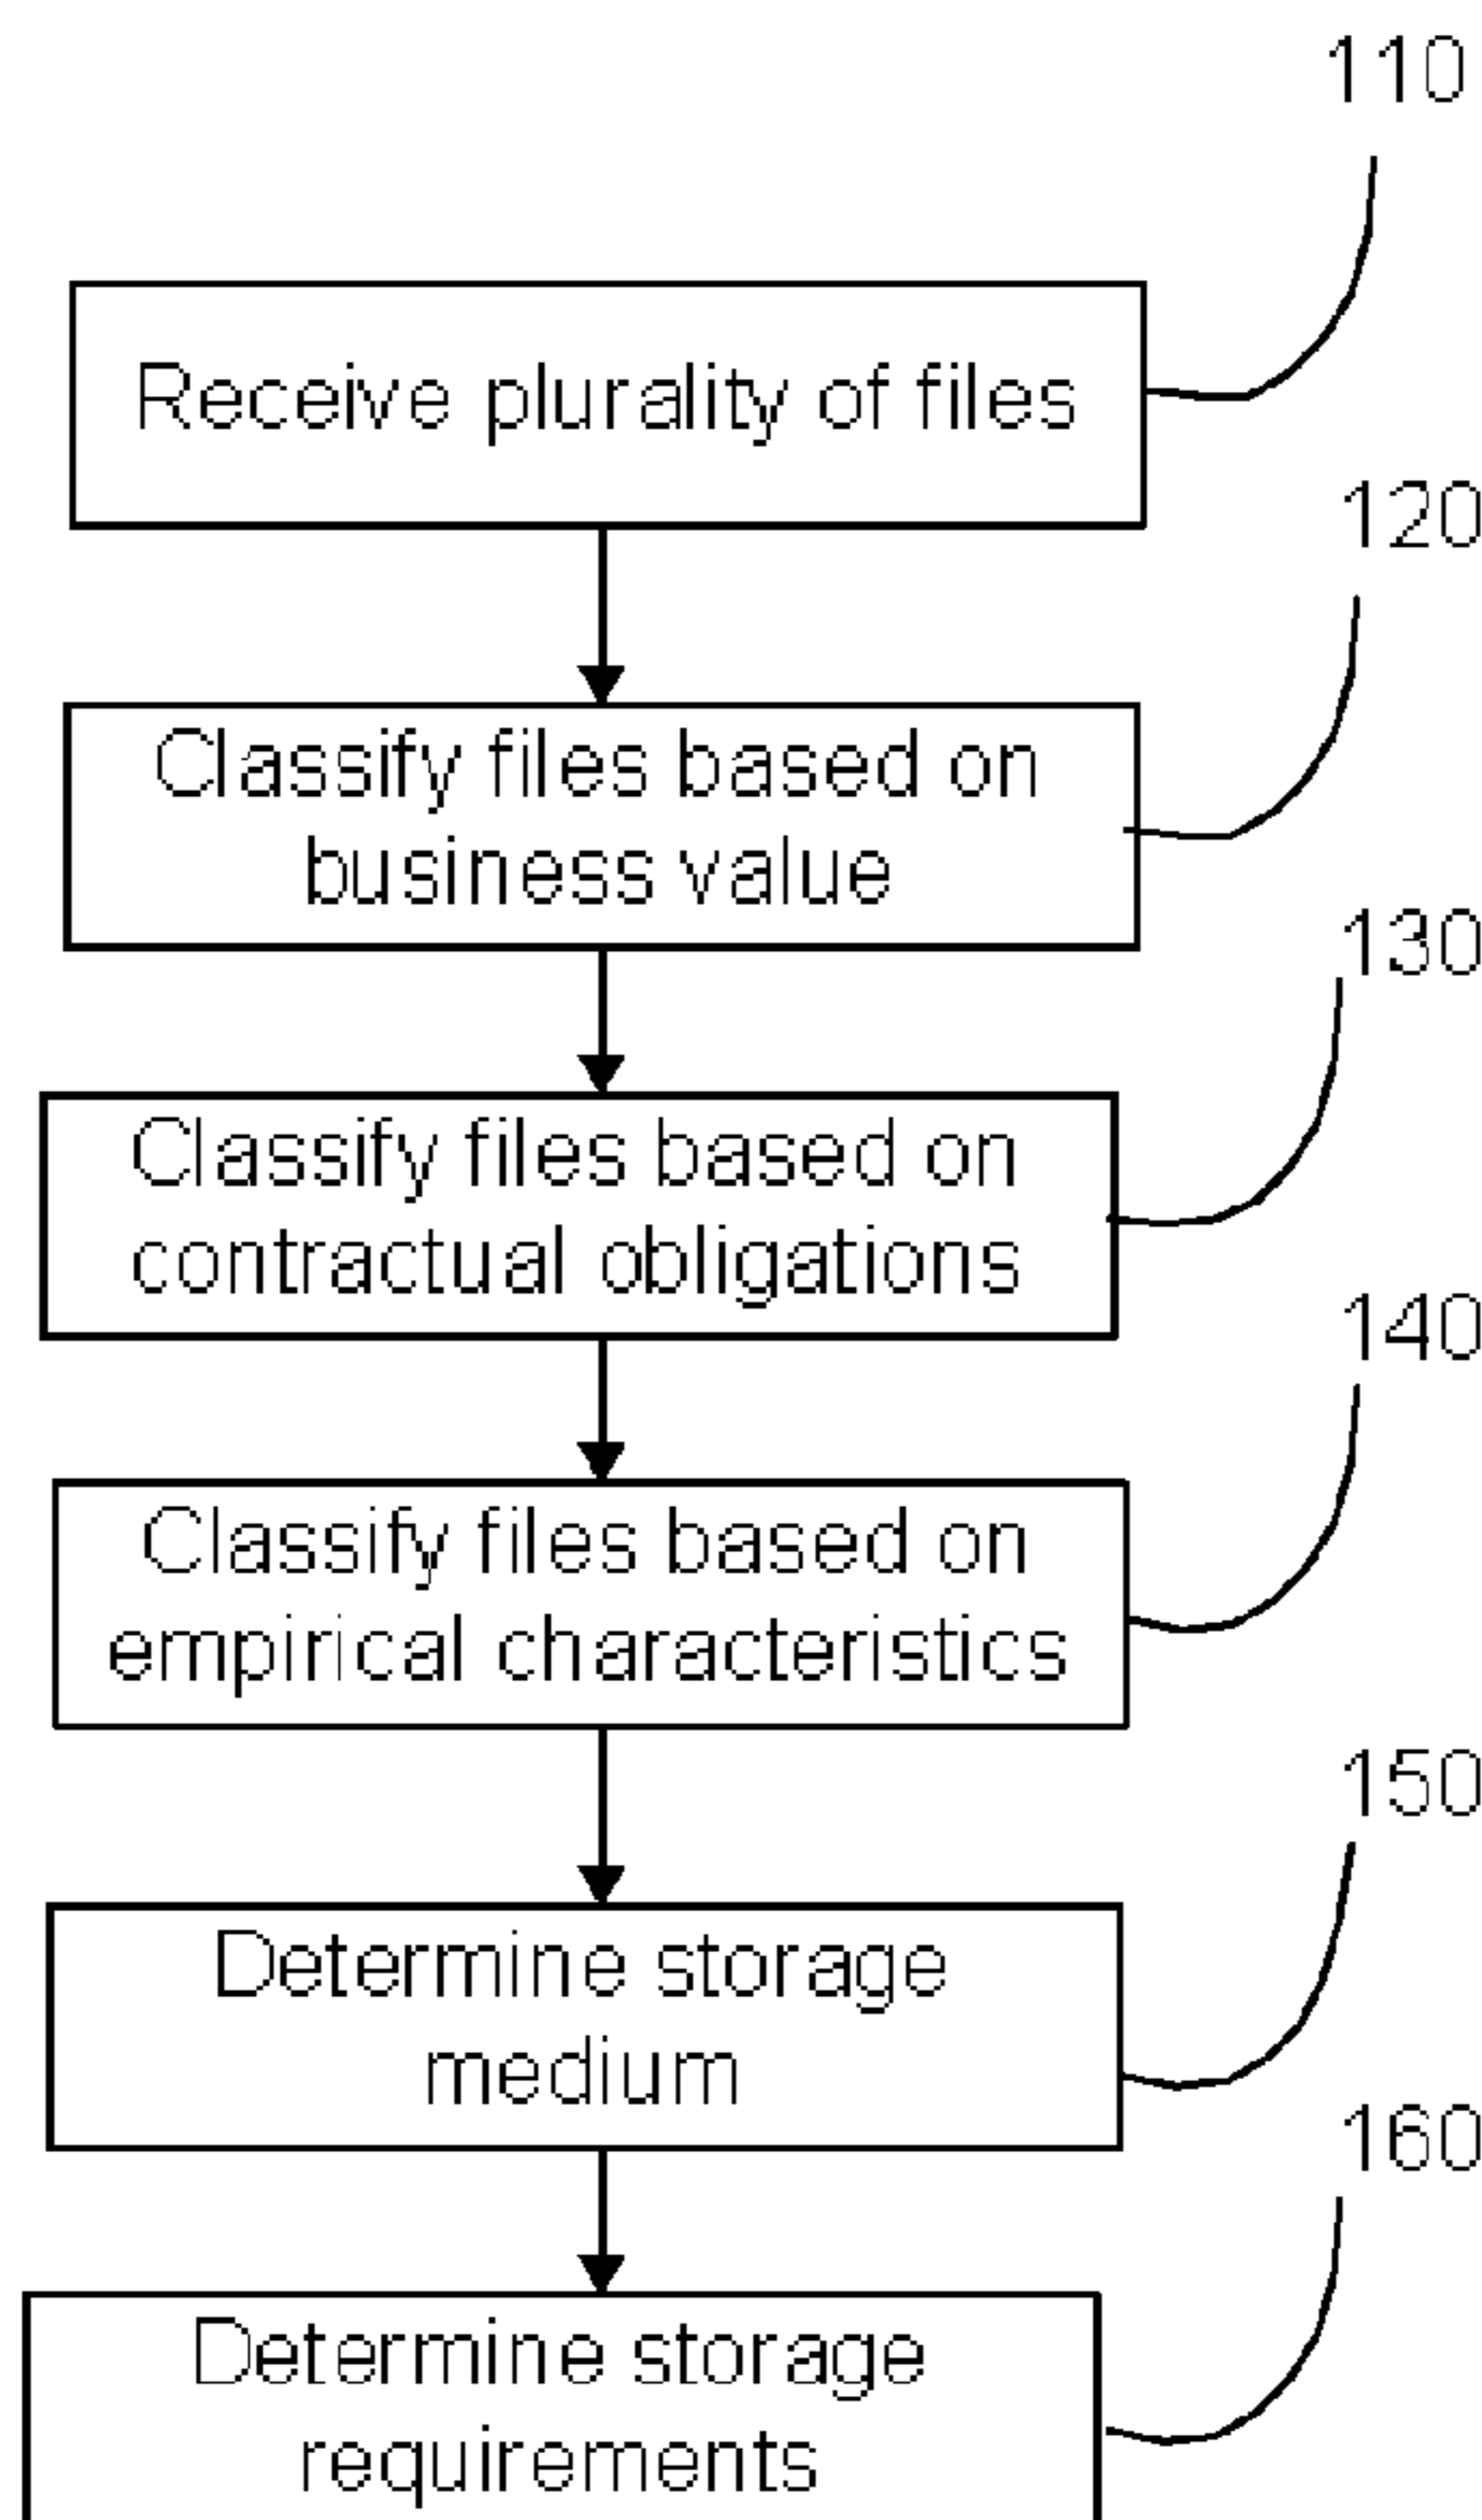 110
Receive plurality of files
120
Classify files based on
business value
130
Classify files based on
contractual obligations
140
Classify files based on
empirical characteristics
150
Determine storage
medium
160
Determine storage
requirements